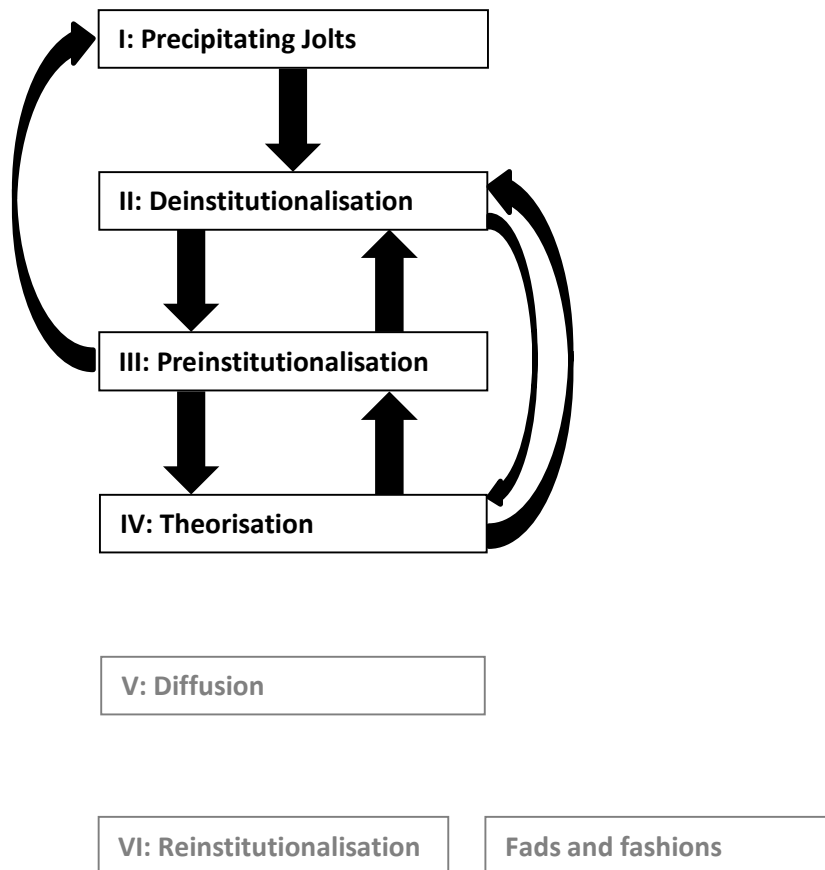 I: Precipitating Jolts
II: Deinstitutionalisation
III: Preinstitutionalisation
IV: Theorisation
V: Diffusion
VI: Reinstitutionalisation
Fads and fashions